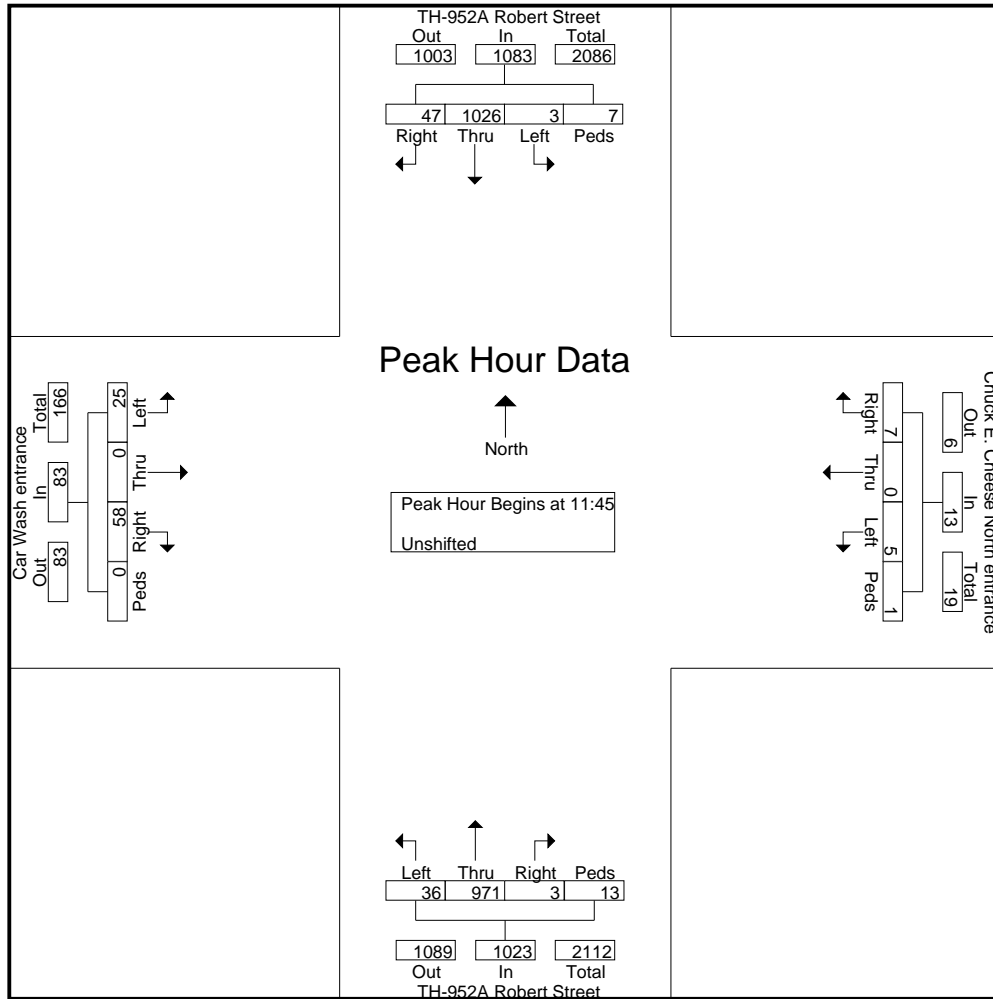 TH-952A Robert Street
Out In Total
1003 1083 2086
47 1026 3 7
Right Thru Left Peds
Peak Hour Data
North
Peak Hour Begins at 11:45
Unshifted
Car Wash entrance
Total In Out
166 83 83
25 0 58 0
Left Thru Right Peds
Chuck E. Cheese North entrance
Out In Total
6 13 19
7 0 5 1
Right Thru Left Peds
Left Thru Right Peds
36 971 3 13
1089 1023 2112
Out In Total
TH-952A Robert Street